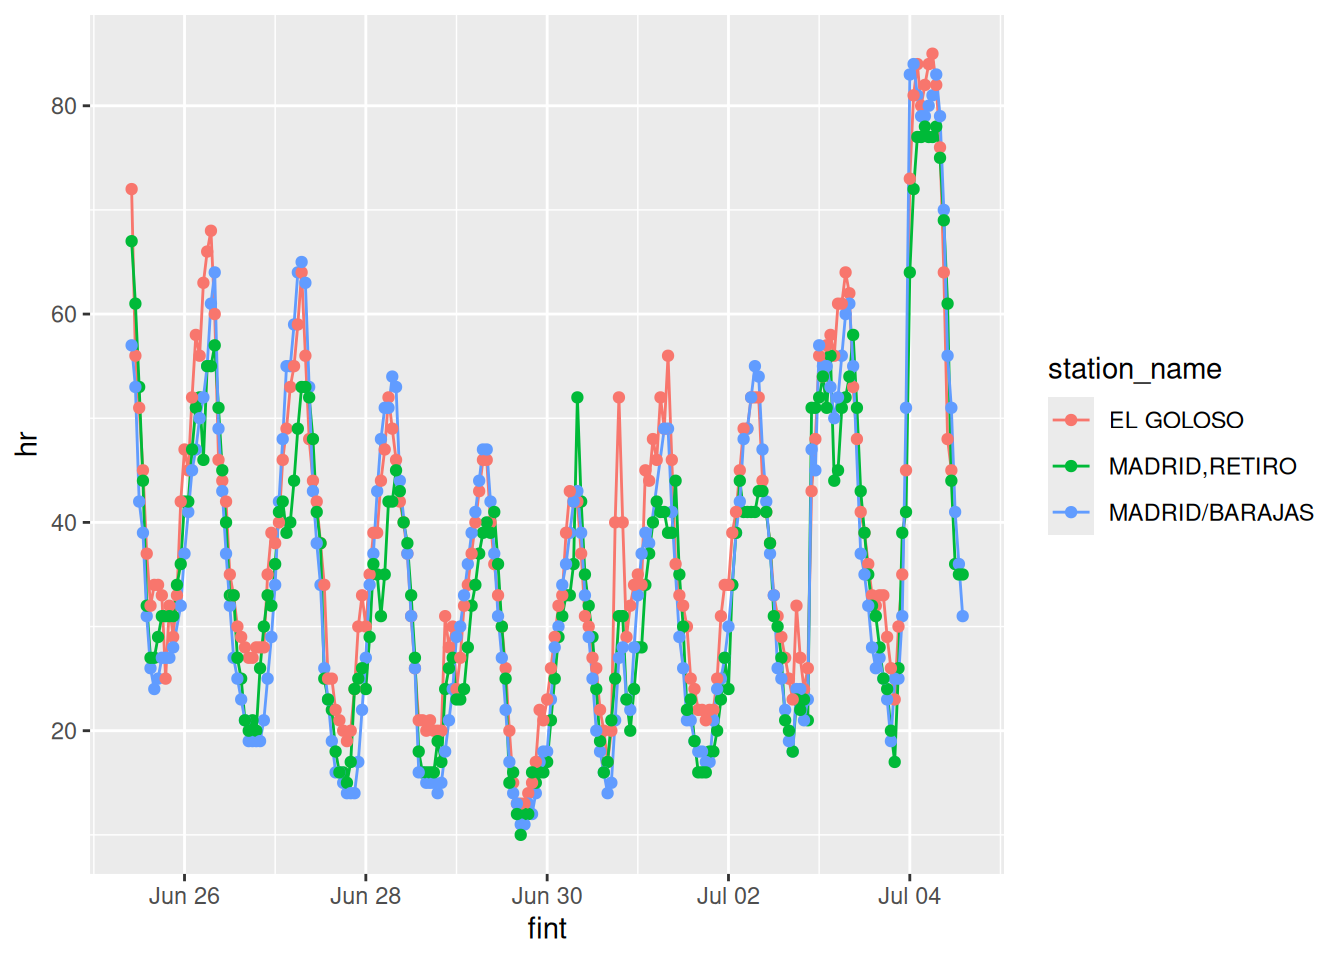 80
60
40
20
hr
Jun 26
Jun 28
Jun 30
Jul 02
Jul 04
fint
station_name
EL GOLOSO
MADRID,RETIRO
MADRID/BARAJAS